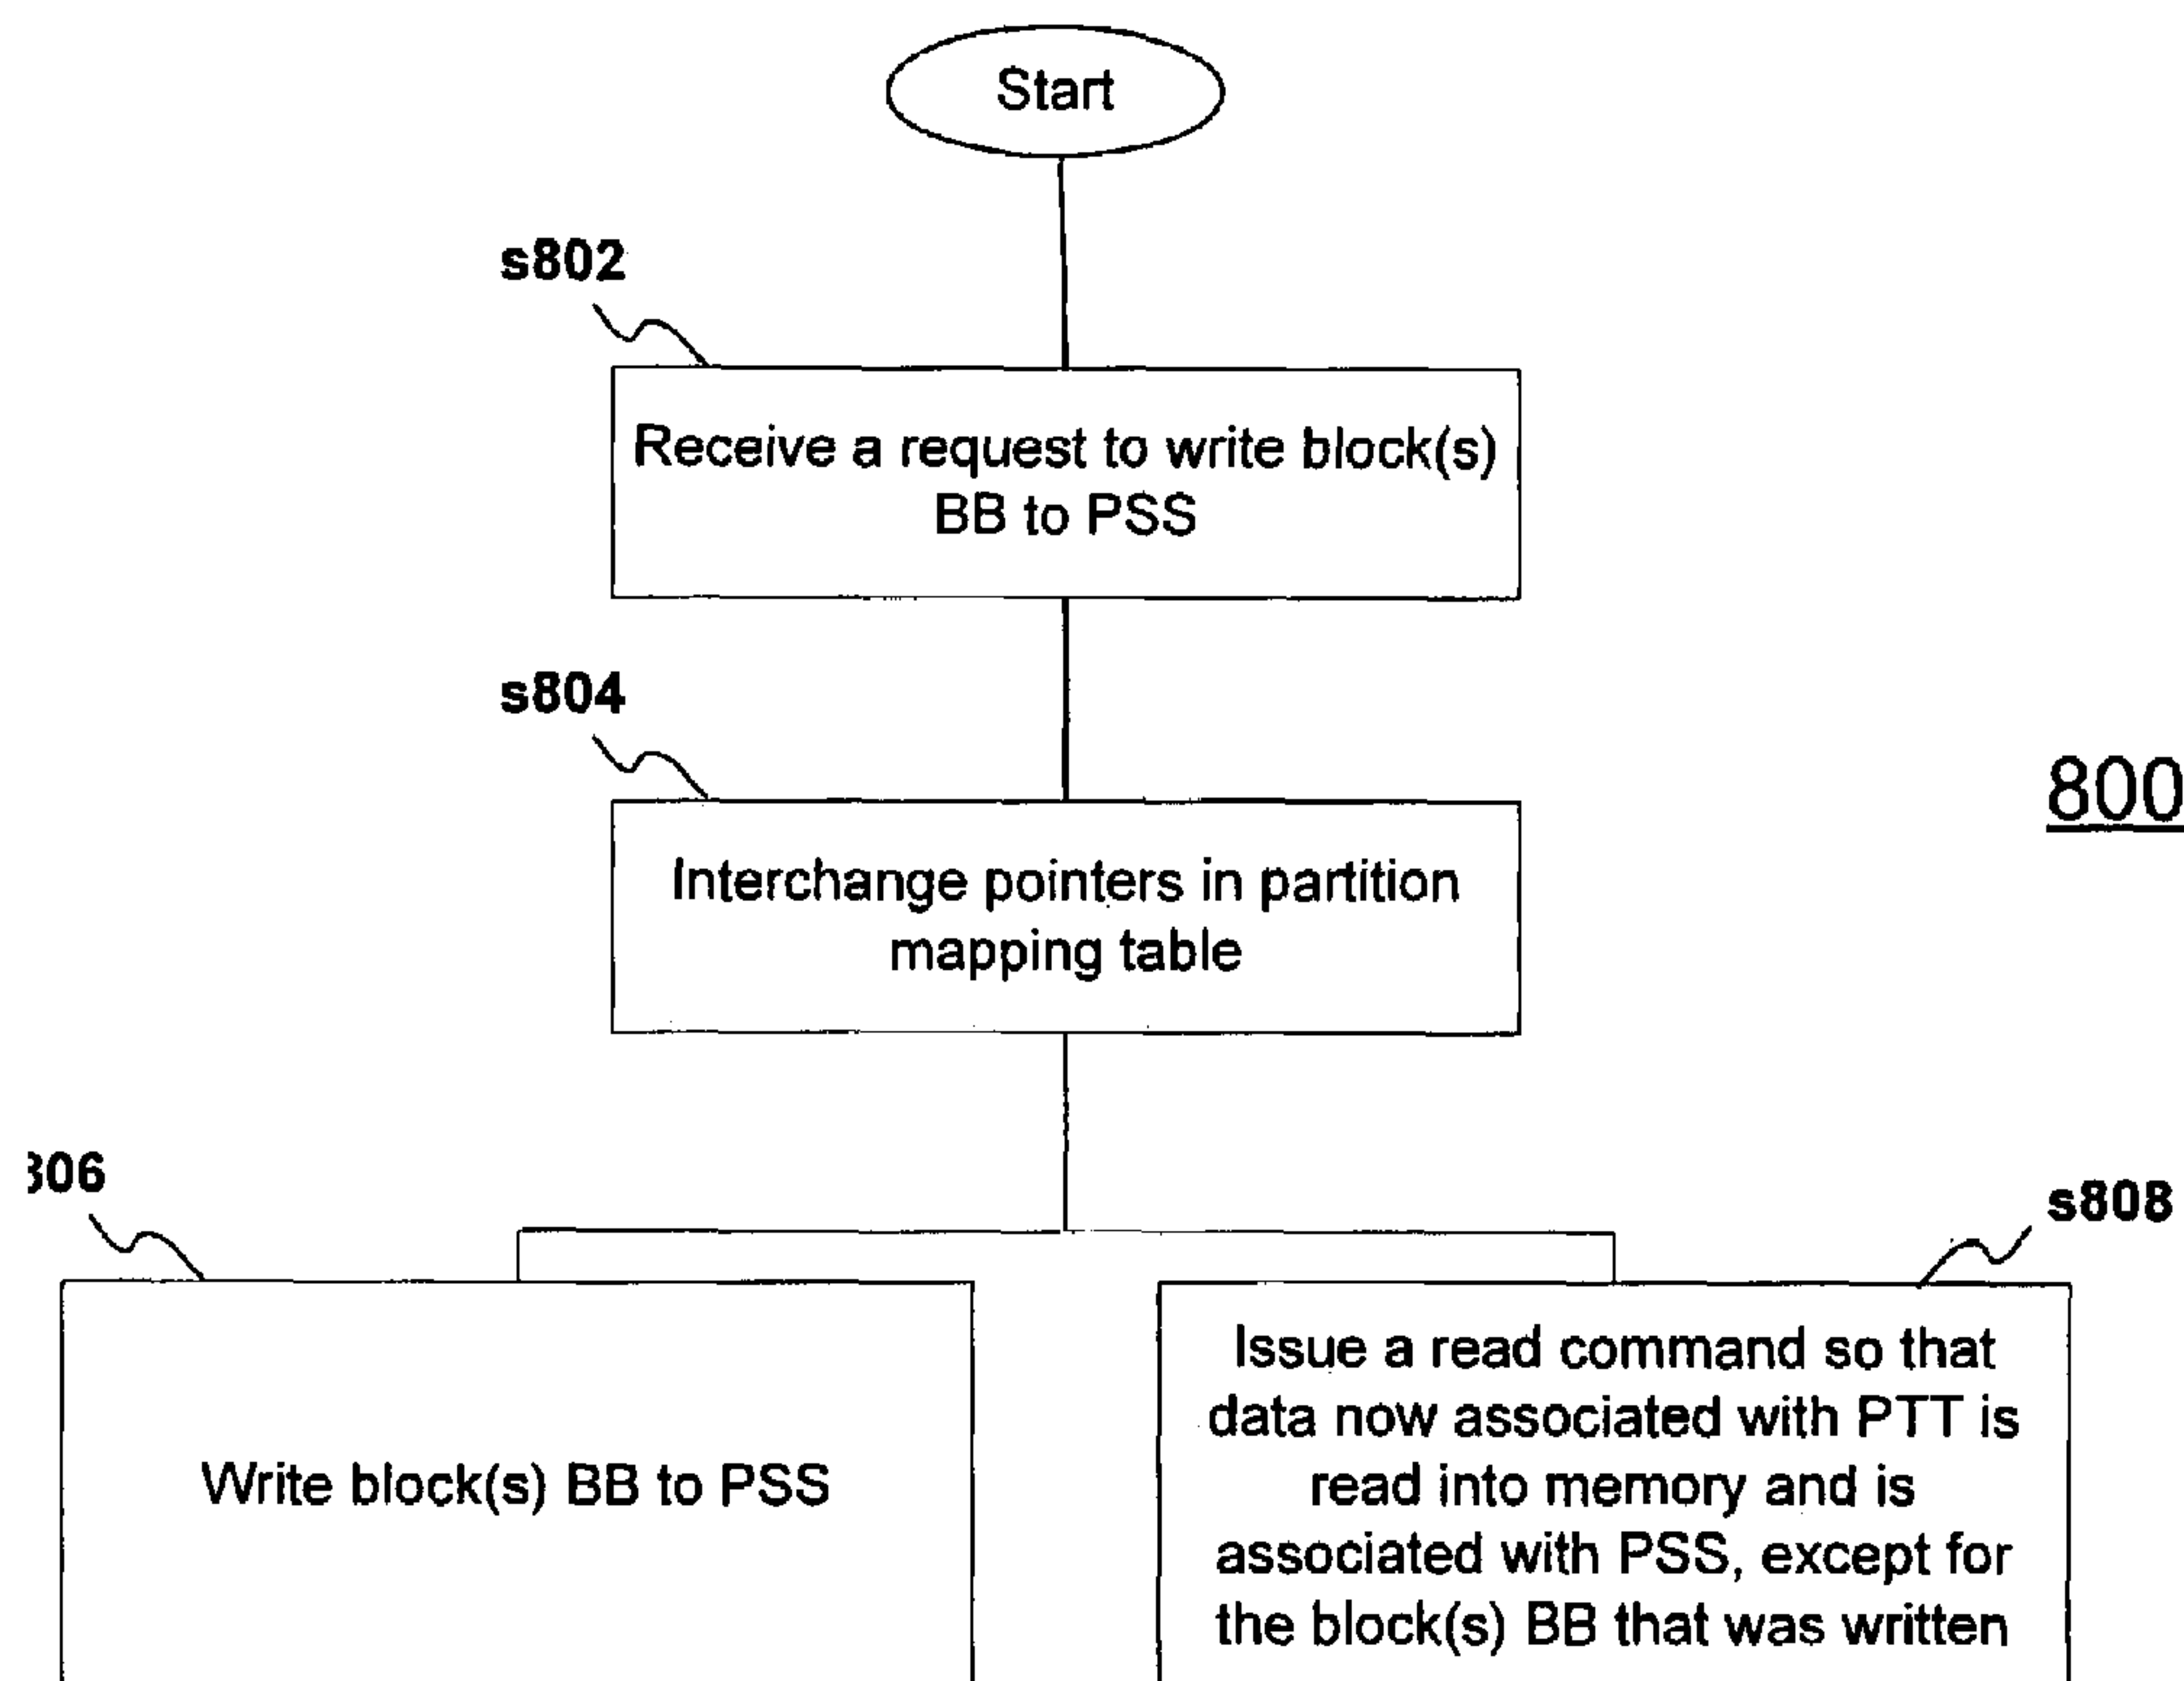 Start
s802
Receive a request to write block(s)
BB to PSS
s804
Interchange pointers in partition
mapping table
800
306
s808
Write block(s) BB to PSS
Issue a read command so that
data now associated with PTT is
read into memory and is
associated with PSS, except for
the block(s) BB that was written